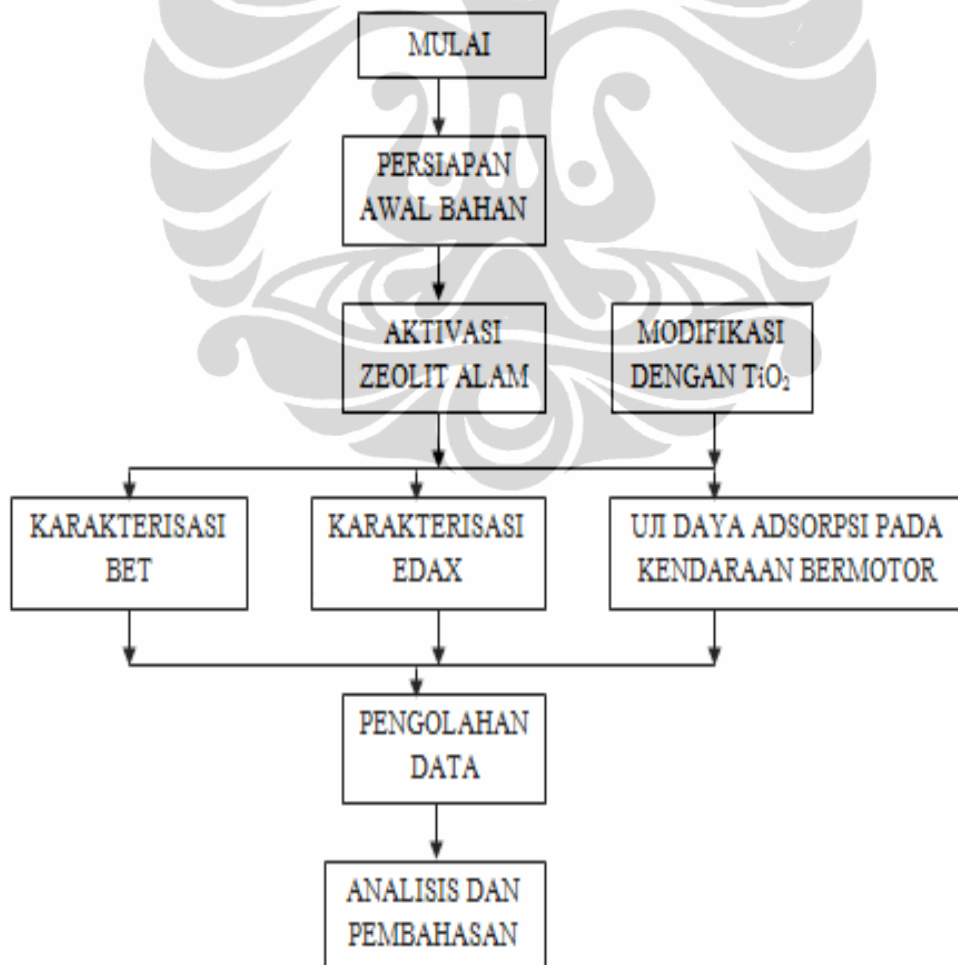 MULAI
PERSIAPAN
AWAL BAHAN
AKTIVASI
ZEOLIT ALAM
MODIFIKASI
DENGAN TiO₂
KARAKTERISASI
BET
KARAKTERISASI
EDAX
UJI DAYA ADSORPSI PADA
KENDARAAN BERMOTOR
PENGOLAHAN
DATA
ANALISIS DAN
PEMBAHASAN